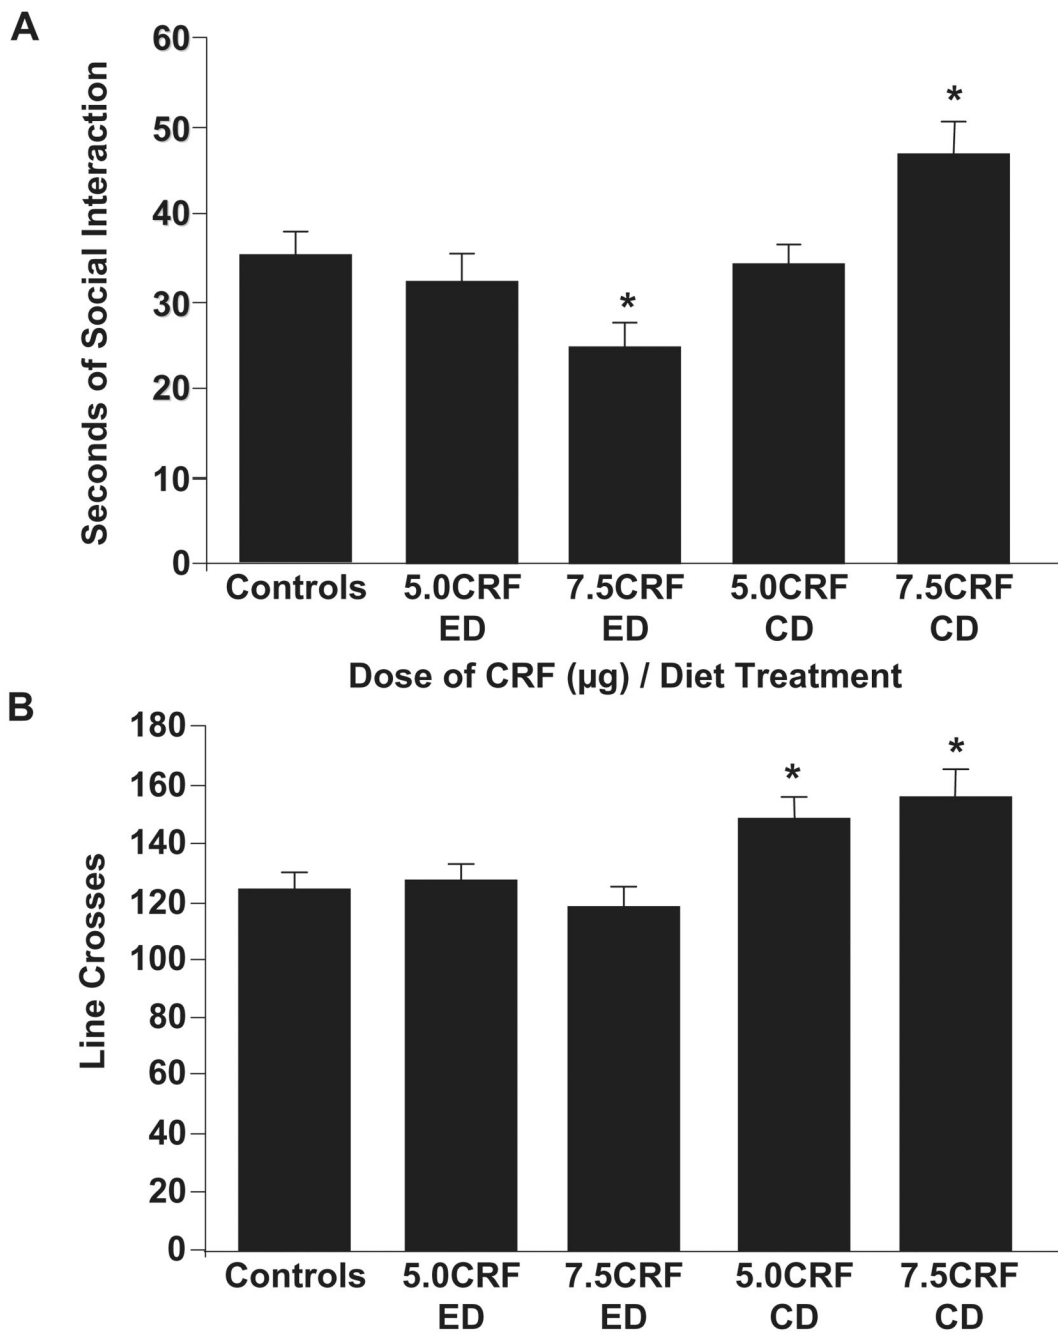 A
Seconds of Social Interaction
60
50
40
30
20
10
0
*
*
Controls 5.0CRF 7.5CRF 5.0CRF 7.5CRF
ED ED CD CD
Dose of CRF (µg) / Diet Treatment
B
Line Crosses
180
160
140
120
100
80
60
40
20
0
*
*
Controls 5.0CRF 7.5CRF 5.0CRF 7.5CRF
ED ED CD CD